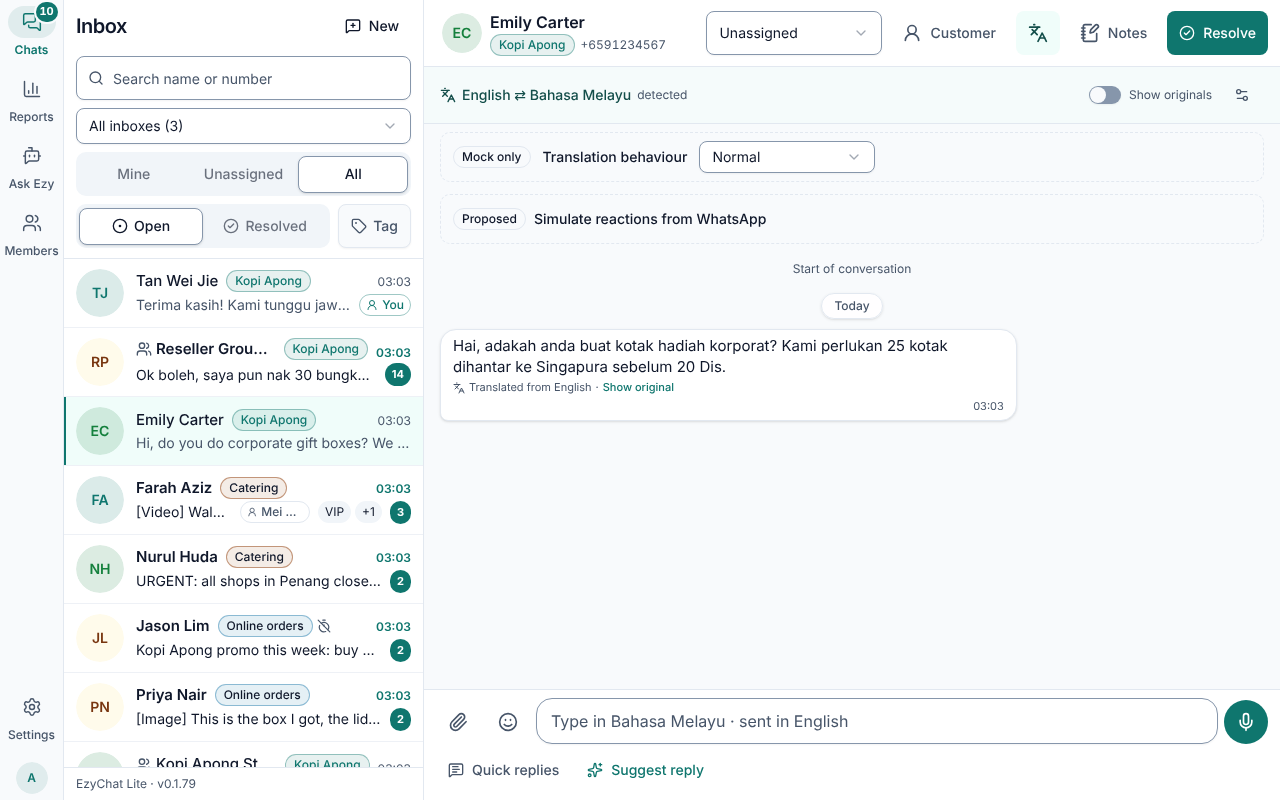 10
Chats
Reports
Ask Ezy
Members
Settings
A
Inbox
New
Search name or number
All inboxes (3)
Mine
Unassigned
All
Open
Resolved
Tag
TJ
Tan Wei Jie
Kopi Apong
03:03
Terima kasih! Kami tunggu jaw...
You
RP
Reseller Grou...
Kopi Apong
03:03
Ok boleh, saya pun nak 30 bungk...
14
EC
Emily Carter
Kopi Apong
03:03
Hi, do you do corporate gift boxes? We ...
FA
Farah Aziz
Catering
03:03
[Video] Wal...
Mei ...
VIP
+1
3
NH
Nurul Huda
Catering
03:03
URGENT: all shops in Penang close...
2
JL
Jason Lim
Online orders
03:03
Kopi Apong promo this week: buy ...
2
PN
Priya Nair
Online orders
03:03
[Image] This is the box I got, the lid...
2
Kopi Apong St...
Kopi Apong
03:03
EzyChat Lite · v0.1.79
EC
Emily Carter
Kopi Apong
+6591234567
Unassigned
Customer
Notes
Resolve
English ⇄ Bahasa Melayu detected
Show originals
Mock only
Translation behaviour
Normal
Proposed
Simulate reactions from WhatsApp
Start of conversation
Today
Hai, adakah anda buat kotak hadiah korporat? Kami perlukan 25 kotak
dihantar ke Singapura sebelum 20 Dis.
Translated from English · Show original
03:03
Type in Bahasa Melayu · sent in English
Quick replies
Suggest reply